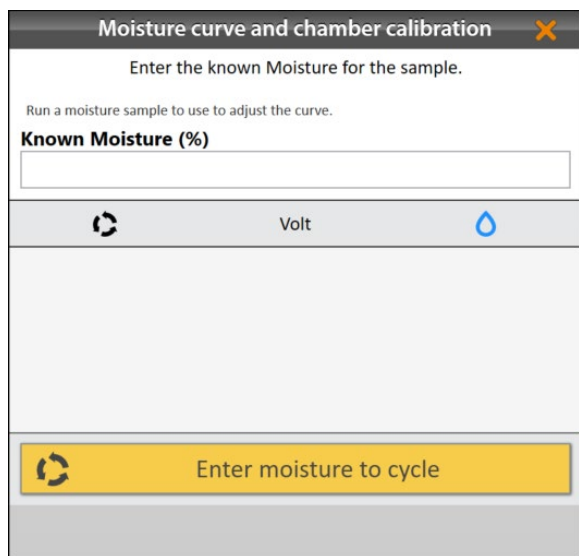 Moisture curve and chamber calibration
Enter the known Moisture for the sample.
Run a moisture sample to use to adjust the curve.
Known Moisture (%)
Volt
Enter moisture to cycle